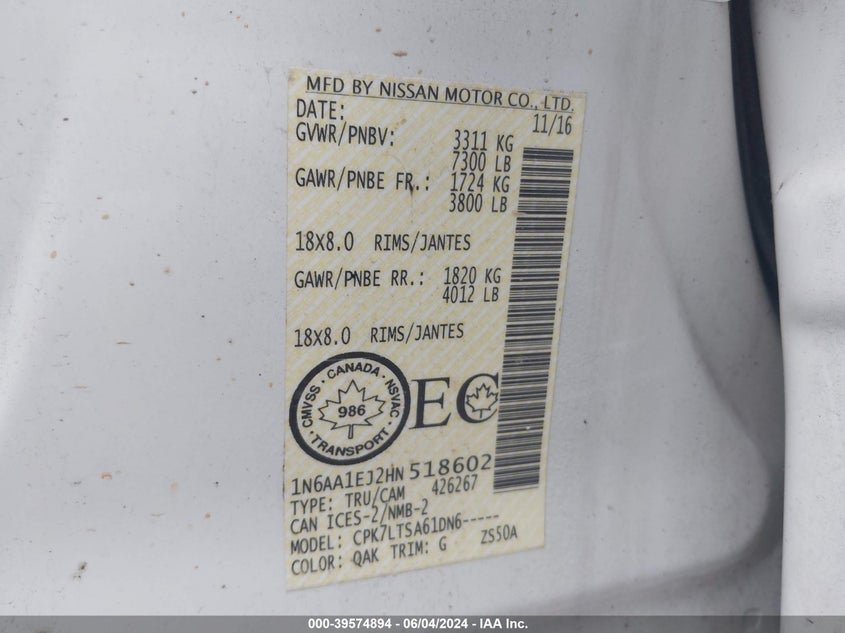 MFD BY NISSAN MOTOR CO., LTD.
DATE: 11/16
GVWR/PNBV: 3311 KG
7300 LB
GAWR/PNBE FR.: 1724 KG
3800 LB
18X8.0 RIMS/JANTES
GAWR/PNBE RR.: 1820 KG
4012 LB
18X8.0 RIMS/JANTES
CMVSS · CANADA · NSVAC · TRANSPORT ·
986
EC
1N6AA1EJ2HN518602
TYPE: TRU/CAM 426267
CAN ICES-2/NMB-2
MODEL: CPK7LTSA61DN6-----
COLOR: QAK TRIM: G ZS50A
000-39574894 - 06/04/2024 - IAA Inc.